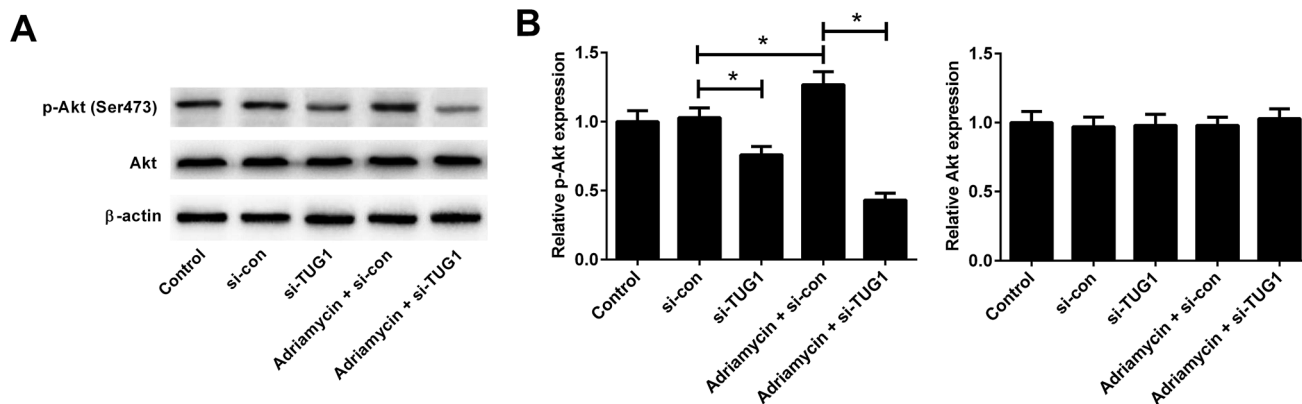 A
p-Akt (Ser473)
Akt
β-actin
Control
si-con
si-TUG1
Adriamycin + si-con
Adriamycin + si-TUG1
B
Relative p-Akt expression
1.5
1.0
0.5
0.0
*
*
*
Control
si-con
si-TUG1
Adriamycin + si-con
Adriamycin + si-TUG1
Relative Akt expression
1.5
1.0
0.5
0.0
Control
si-con
si-TUG1
Adriamycin + si-con
Adriamycin + si-TUG1